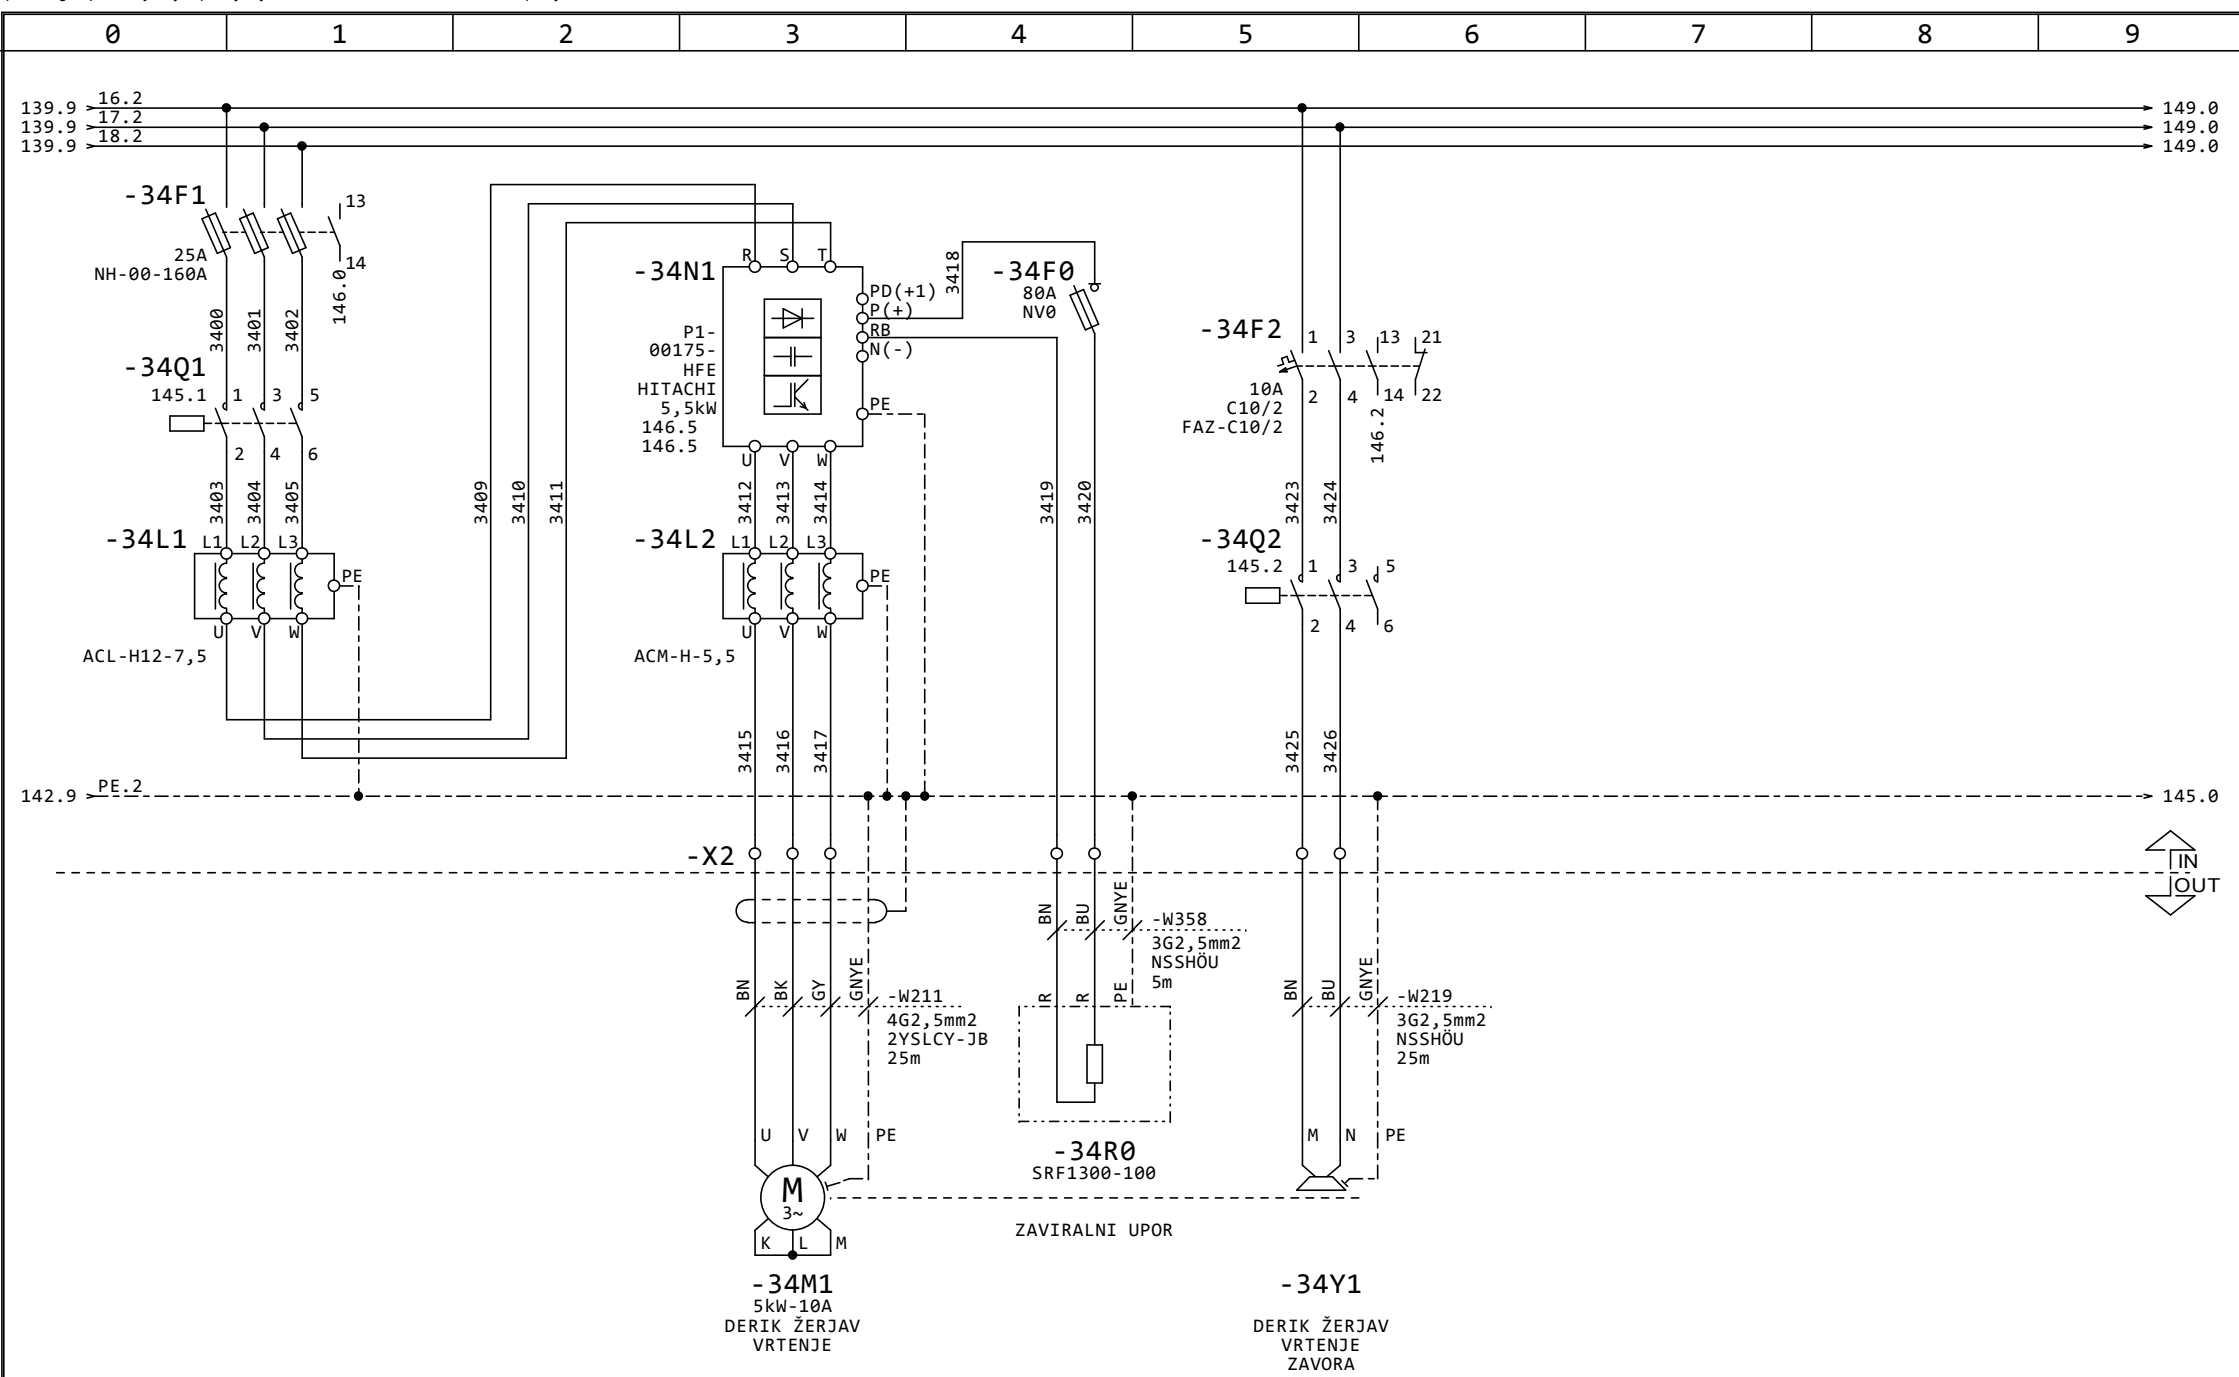 0 1 2 3 4 5 6 7 8 9
139.9 16.2 149.0
139.9 17.2 149.0
139.9 18.2 149.0
-34F1
25A
NH-00-160A
13
14
146.0
3400
3401
3402
-34Q1
145.1
1 3 5
2 4 6
3403
3404
3405
-34L1
L1 L2 L3
PE
U V W
ACL-H12-7,5
3409
3410
3411
-34N1
R S T
P1-
00175-
HFE
HITACHI
5,5kW
146.5
146.5
PD(+1)
P(+)
RB
N(-)
PE
U V W
3412
3413
3414
-34L2
L1 L2 L3
PE
U V W
ACM-H-5,5
3415
3416
3417
3418
-34F0
80A
NV0
3419
3420
-34F2
10A
C10/2
FAZ-C10/2
1 3 13 21
2 4 14 22
146.2
3423
3424
-34Q2
145.2
1 3 5
2 4 6
3425
3426
142.9 PE.2 145.0
-X2
IN
OUT
BN
BK
GY
GNYE
-W211
4G2,5mm2
2YSLCY-JB
25m
BN
BU
GNYE
-W358
3G2,5mm2
NSSHÖU
5m
R
R
PE
-34R0
SRF1300-100
ZAVIRALNI UPOR
BN
BU
GNYE
-W219
3G2,5mm2
NSSHÖU
25m
U V W PE
M
3~
K L M
-34M1
5kW-10A
DERIK ŽERJAV
VRTENJE
M N PE
-34Y1
DERIK ŽERJAV
VRTENJE
ZAVORA